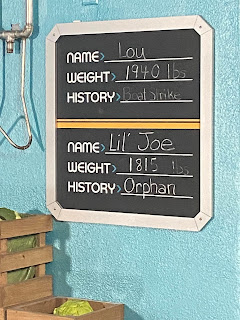 NAME> Lou
WEIGHT> 1940 lbs
HISTORY> Boat Strike
NAME> Lil' Joe
WEIGHT> 1815 lbs
HISTORY> Orphan